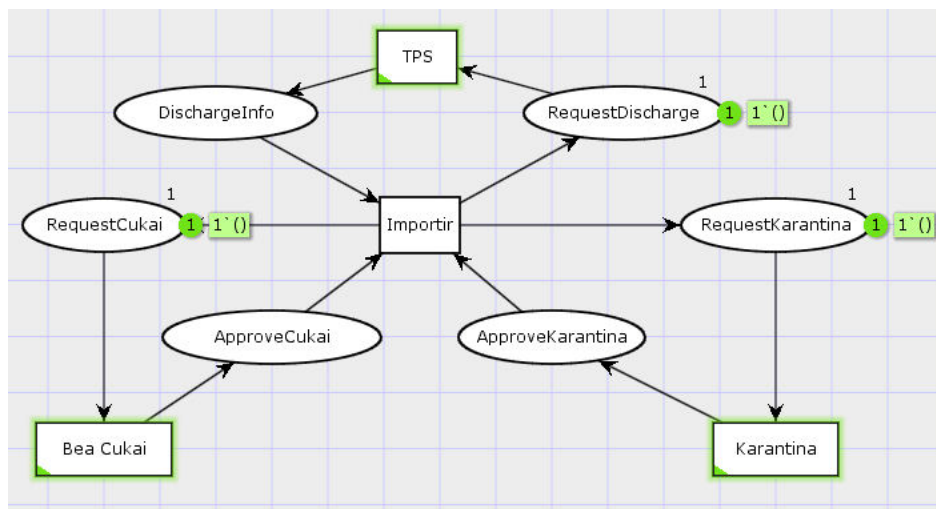 TPS
1
DischargeInfo
RequestDischarge
1
1`()
1
1
RequestCukai
1
1`()
Importir
RequestKarantina
1
1`()
ApproveCukai
ApproveKarantina
Bea Cukai
Karantina